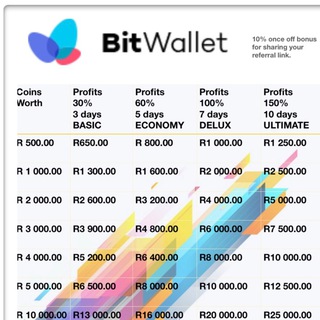 BitWallet
10% once off bonus
for sharing your
referral link.
Coins Worth Profits 30% 3 days BASIC Profits 60% 5 days ECONOMY Profits 100% 7 days DELUX Profits 150% 10 days ULTIMATE
R 500.00 R650.00 R 800.00 R1 000.00 R1 250.00
R 1 000.00 R1 300.00 R1 600.00 R2 000.00 R2 500.00
R 2 000.00 R2 600.00 R3 200.00 R4 000.00 R5 000.00
R 3 000.00 R3 900.00 R4 800.00 R6 000.00 R7 500.00
R 4 000.00 R5 200.00 R6 400.00 R8 000.00 R10 000.00
R 5 000.00 R6 500.00 R8 000.00 R10 000.00 R12 500.00
R 10 000.00 R13 000.00 R16 000.00 R20 000.00 R25 000.00